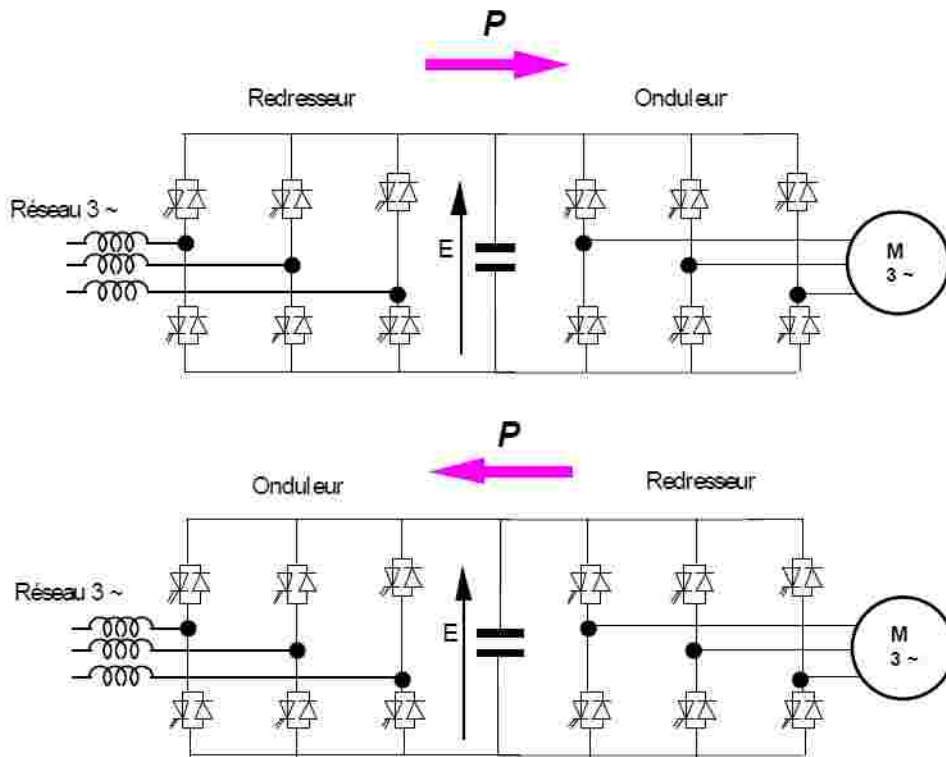 P
Redresseur
Onduleur
Réseau 3 ~
E
M
3 ~
P
Onduleur
Redresseur
Réseau 3 ~
E
M
3 ~